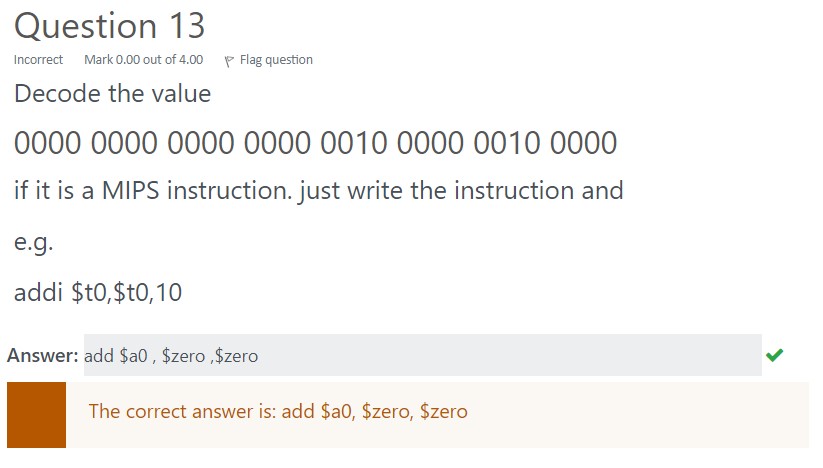 Question 13
Incorrect Mark 0.00 out of 4.00 Flag question
Decode the value
0000 0000 0000 0000 0010 0000 0010 0000
if it is a MIPS instruction. just write the instruction and
e.g.
addi $t0,$t0,10
Answer: add $a0 , $zero ,$zero
The correct answer is: add $a0, $zero, $zero